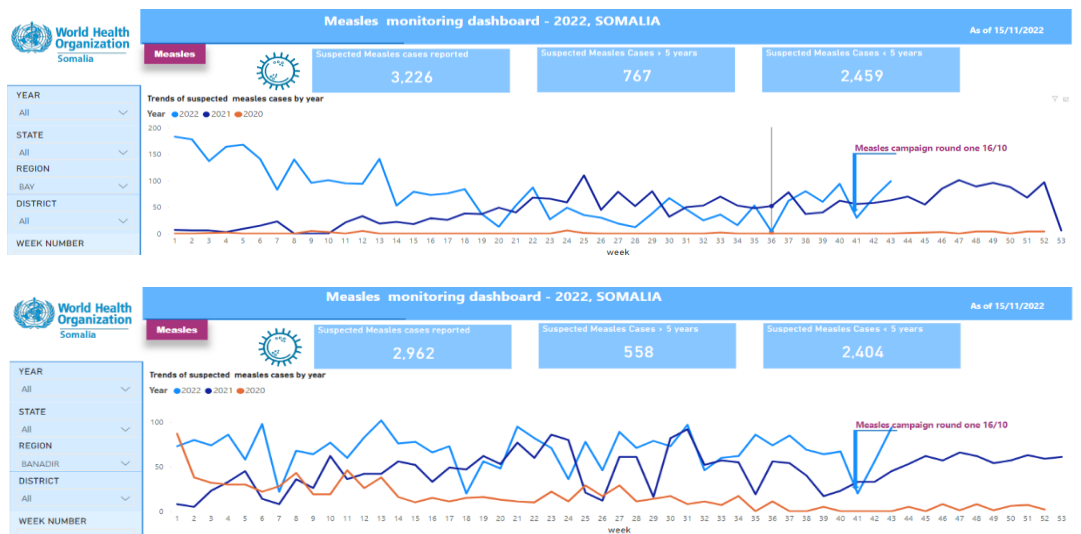 World Health
Organization
Somalia
Measles monitoring dashboard - 2022, SOMALIA
As of 15/11/2022
Measles
Suspected Measles cases reported
3,226
Suspected Measles Cases > 5 years
767
Suspected Measles Cases < 5 years
2,459
YEAR
All
STATE
All
REGION
BAY
DISTRICT
All
WEEK NUMBER
Trends of suspected measles cases by year
Year 2022 2021 2020
200
150
100
50
0
Measles campaign round one 16/10
1 2 3 4 5 6 7 8 9 10 11 12 13 14 15 16 17 18 19 20 21 22 23 24 25 26 27 28 29 30 31 32 33 34 35 36 37 38 39 40 41 42 43 44 45 46 47 48 49 50 51 52 53
week
World Health
Organization
Somalia
Measles monitoring dashboard - 2022, SOMALIA
As of 15/11/2022
Measles
Suspected Measles cases reported
2,962
Suspected Measles Cases > 5 years
558
Suspected Measles Cases < 5 years
2,404
YEAR
All
STATE
All
REGION
BANADIR
DISTRICT
All
WEEK NUMBER
Trends of suspected measles cases by year
Year 2022 2021 2020
100
50
0
Measles campaign round one 16/10
1 2 3 4 5 6 7 8 9 10 11 12 13 14 15 16 17 18 19 20 21 22 23 24 25 26 27 28 29 30 31 32 33 34 35 36 37 38 39 40 41 42 43 44 45 46 47 48 49 50 51 52 53
week